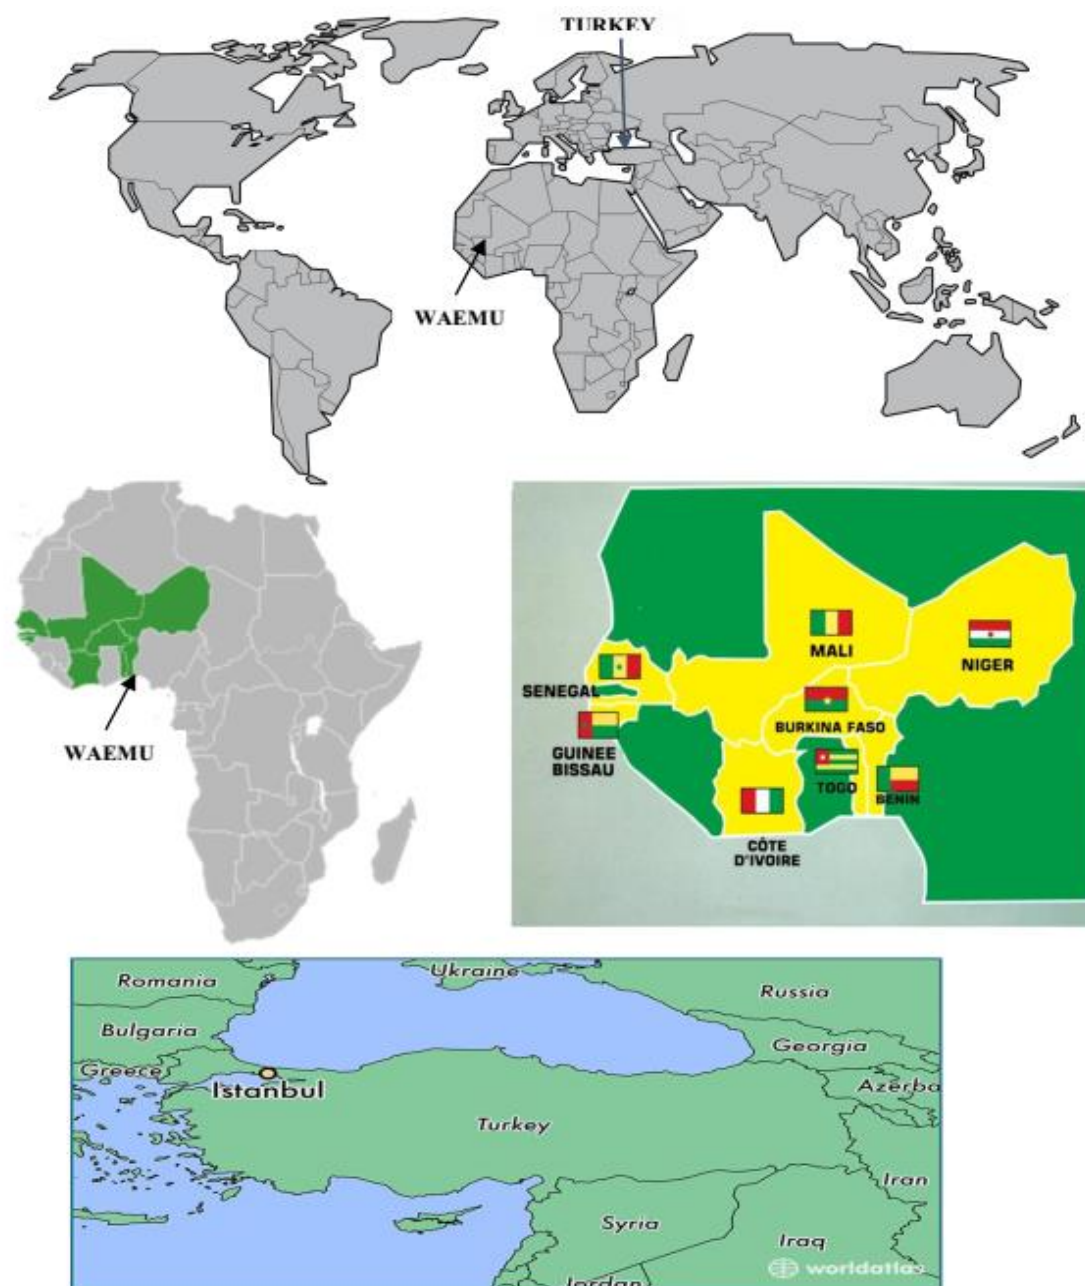 TURKEY
WAEMU
WAEMU
MALI
NIGER
SENEGAL
BURKINA FASO
GUINEE
BISSAU
TOGO
BENIN
CÔTE
D'IVOIRE
Romania
Ukraine
Russia
Bulgaria
Georgia
Greece
Azerba
Istanbul
Turkey
Iran
Syria
Iraq
worldatlas
Jordan